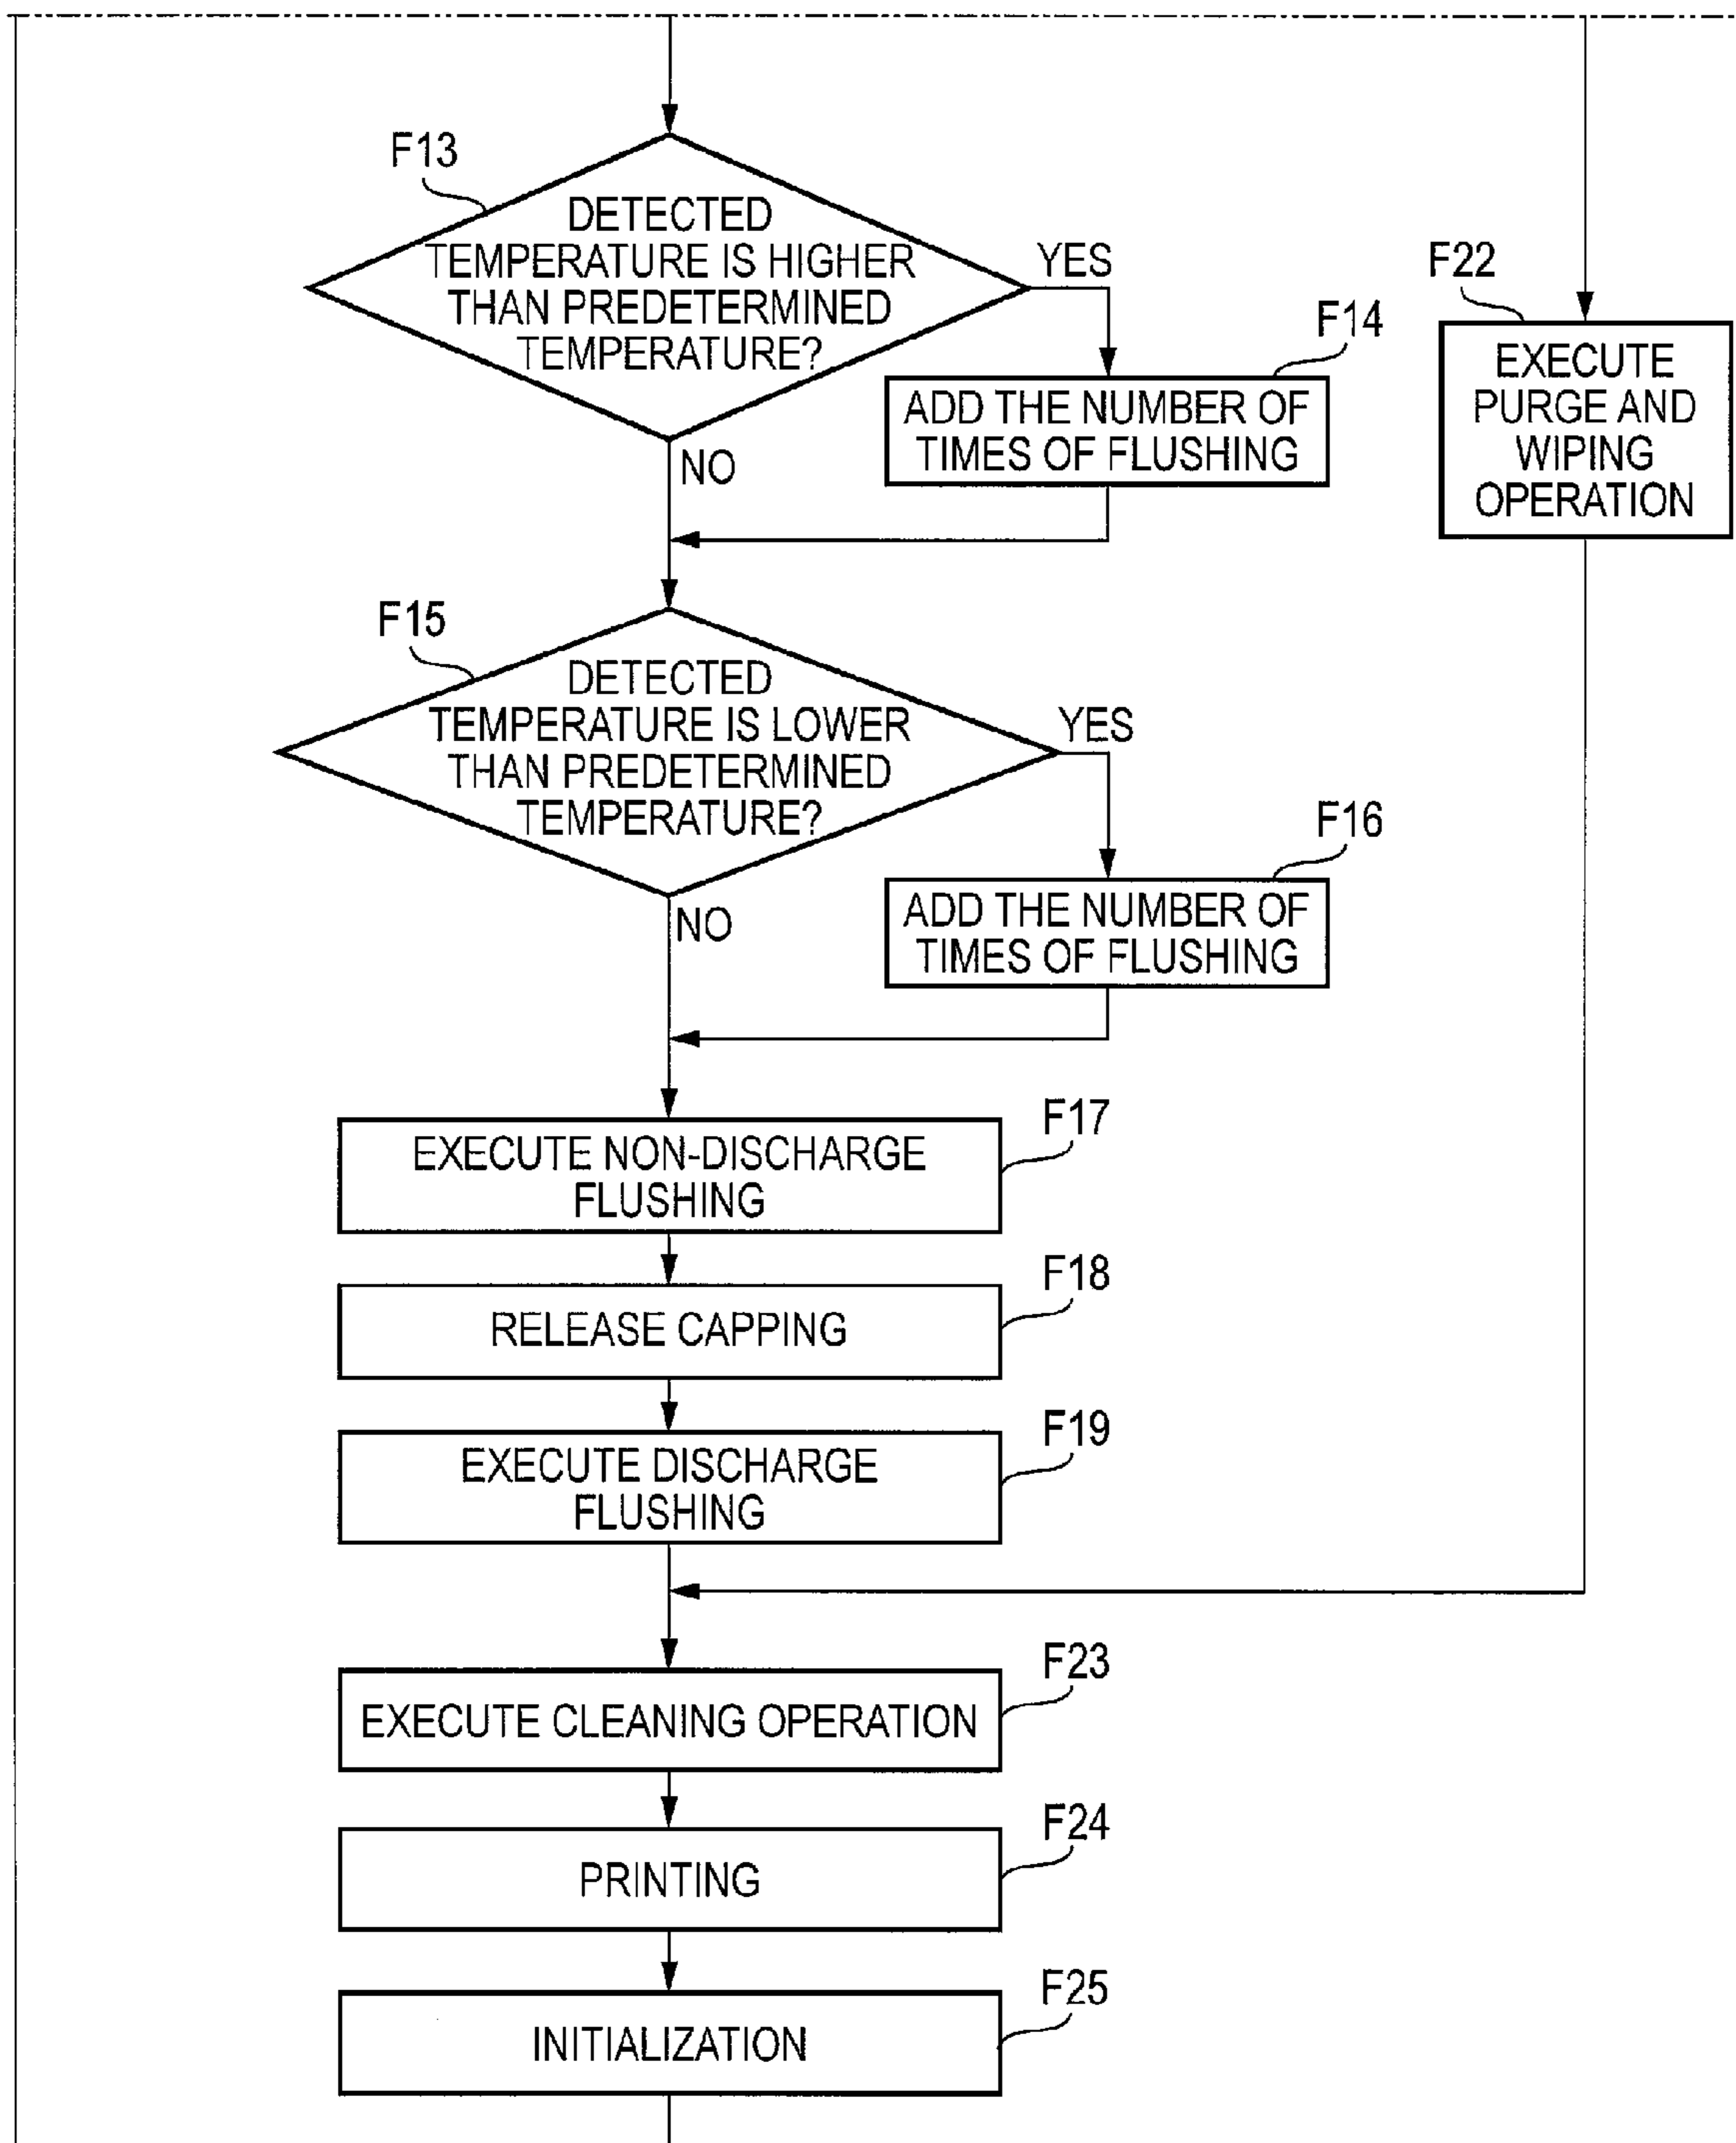 F13
DETECTED
TEMPERATURE IS HIGHER
THAN PREDETERMINED
TEMPERATURE?
YES
NO
F14
ADD THE NUMBER OF
TIMES OF FLUSHING
F22
EXECUTE
PURGE AND
WIPING
OPERATION
F15
DETECTED
TEMPERATURE IS LOWER
THAN PREDETERMINED
TEMPERATURE?
YES
NO
F16
ADD THE NUMBER OF
TIMES OF FLUSHING
F17
EXECUTE NON-DISCHARGE
FLUSHING
F18
RELEASE CAPPING
F19
EXECUTE DISCHARGE
FLUSHING
F23
EXECUTE CLEANING OPERATION
F24
PRINTING
F25
INITIALIZATION